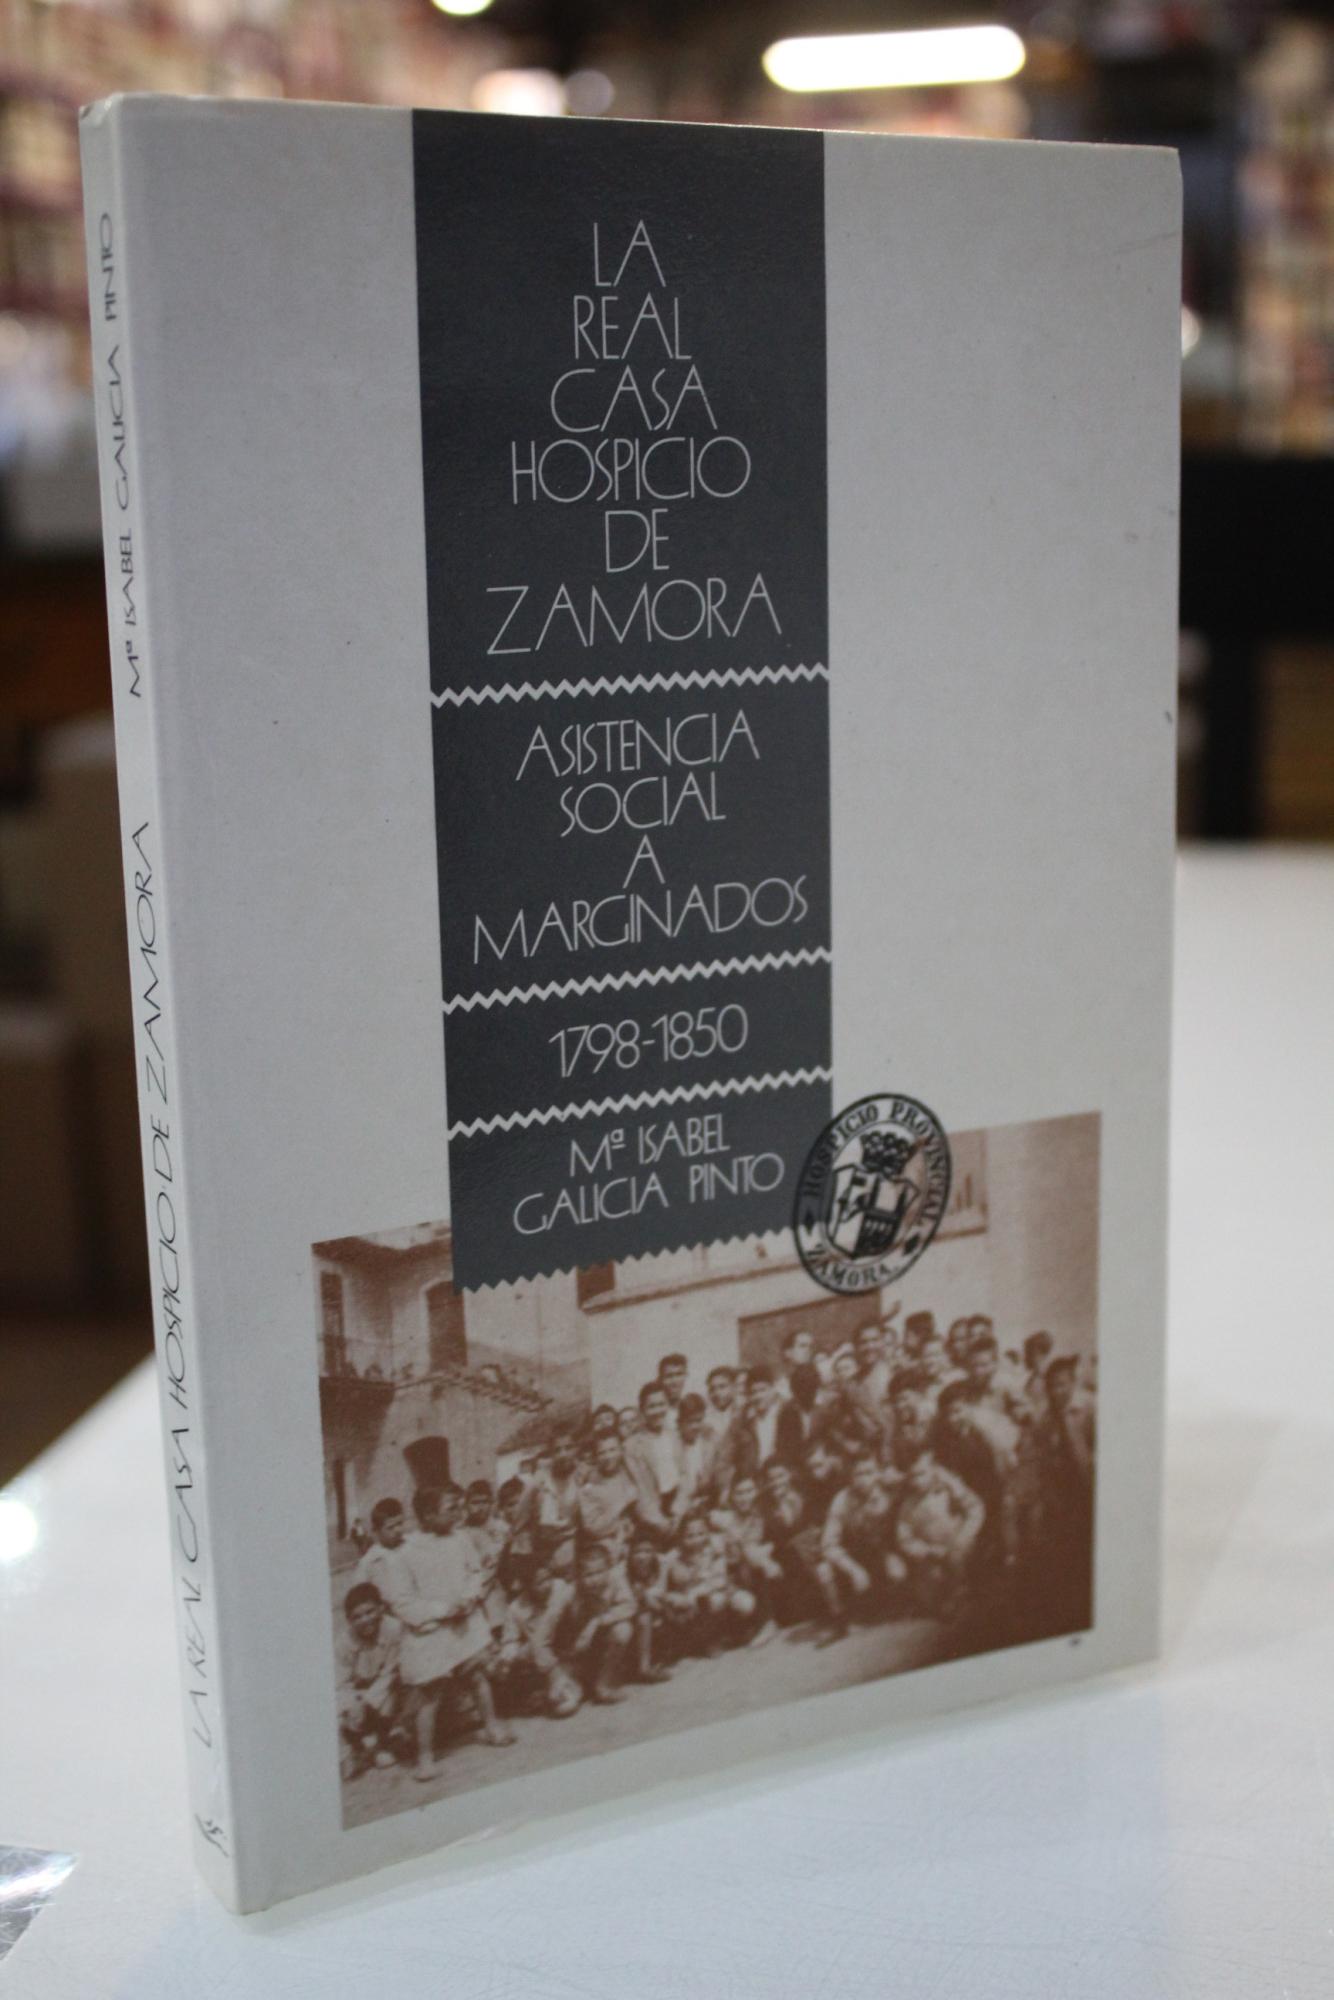 LA
REAL
CASA
HOSPICIO
DE
ZAMORA
ASISTENCIA
SOCIAL
A
MARGINADOS
1798-1850
Mª ISABEL
GALICIA PINTO
HOSPICIO PROVINCIAL
ZAMORA.
LA REAL CASA HOSPICIO DE ZAMORA Mª ISABEL GALICIA PINTO